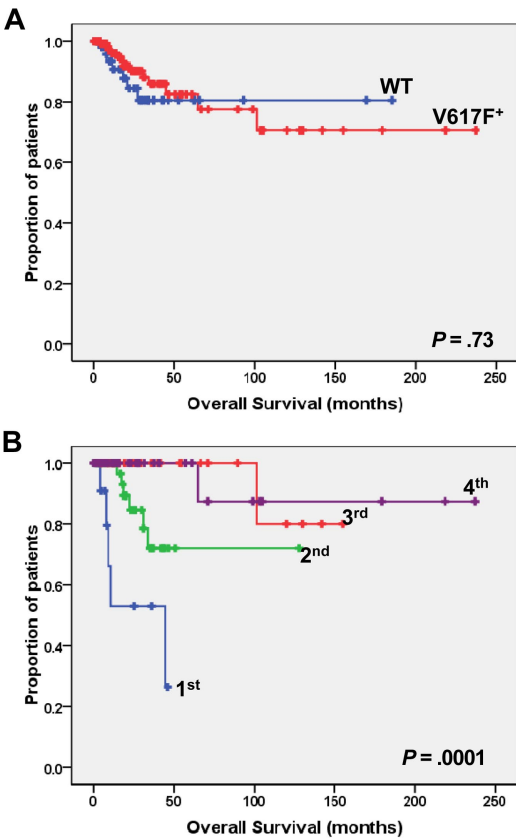 A
Proportion of patients
1.0
0.8
0.6
0.4
0.2
0.0
WT
V617F+
P = .73
0 50 100 150 200 250
Overall Survival (months)
B
Proportion of patients
1.0
0.8
0.6
0.4
0.2
0.0
4th
3rd
2nd
1st
P = .0001
0 50 100 150 200 250
Overall Survival (months)